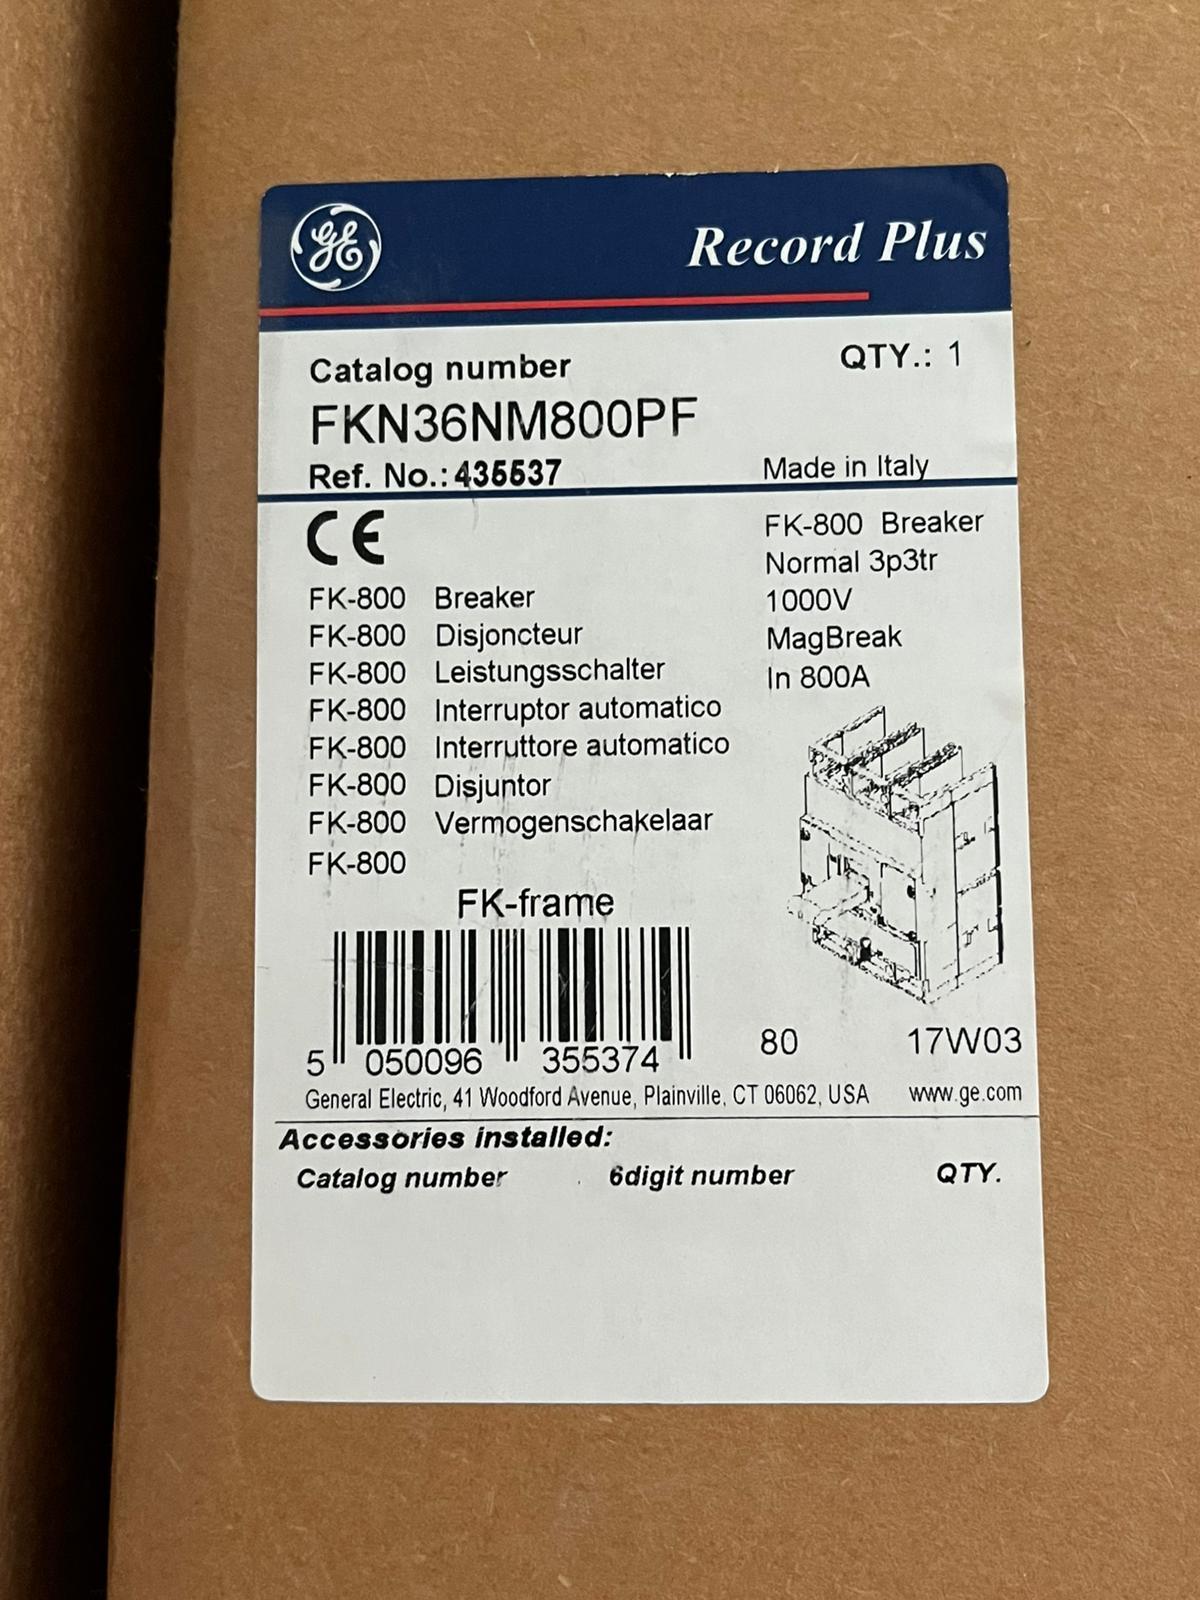 GE
Record Plus
Catalog number
QTY.: 1
FKN36NM800PF
Ref. No.: 435537
Made in Italy
CE
FK-800 Breaker
Normal 3p3tr
1000V
MagBreak
In 800A
FK-800 Breaker
FK-800 Disjoncteur
FK-800 Leistungsschalter
FK-800 Interruptor automatico
FK-800 Interruttore automatico
FK-800 Disjuntor
FK-800 Vermogenschakelaar
FK-800
FK-frame
5 050096 355374
80 17W03
General Electric, 41 Woodford Avenue, Plainville, CT 06062, USA www.ge.com
Accessories installed:
Catalog number 6digit number QTY.